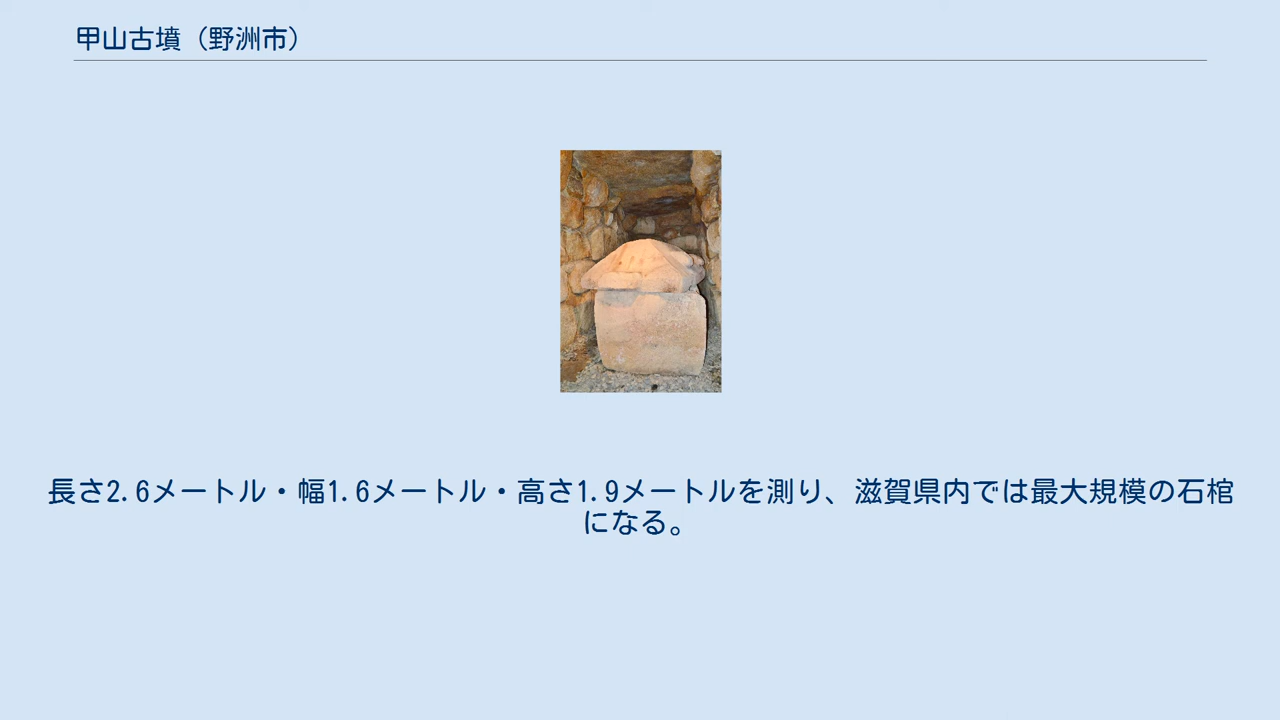 甲山古墳（野洲市）
長さ2.6メートル・幅1.6メートル・高さ1.9メートルを測り、滋賀県内では最大規模の石棺
になる。